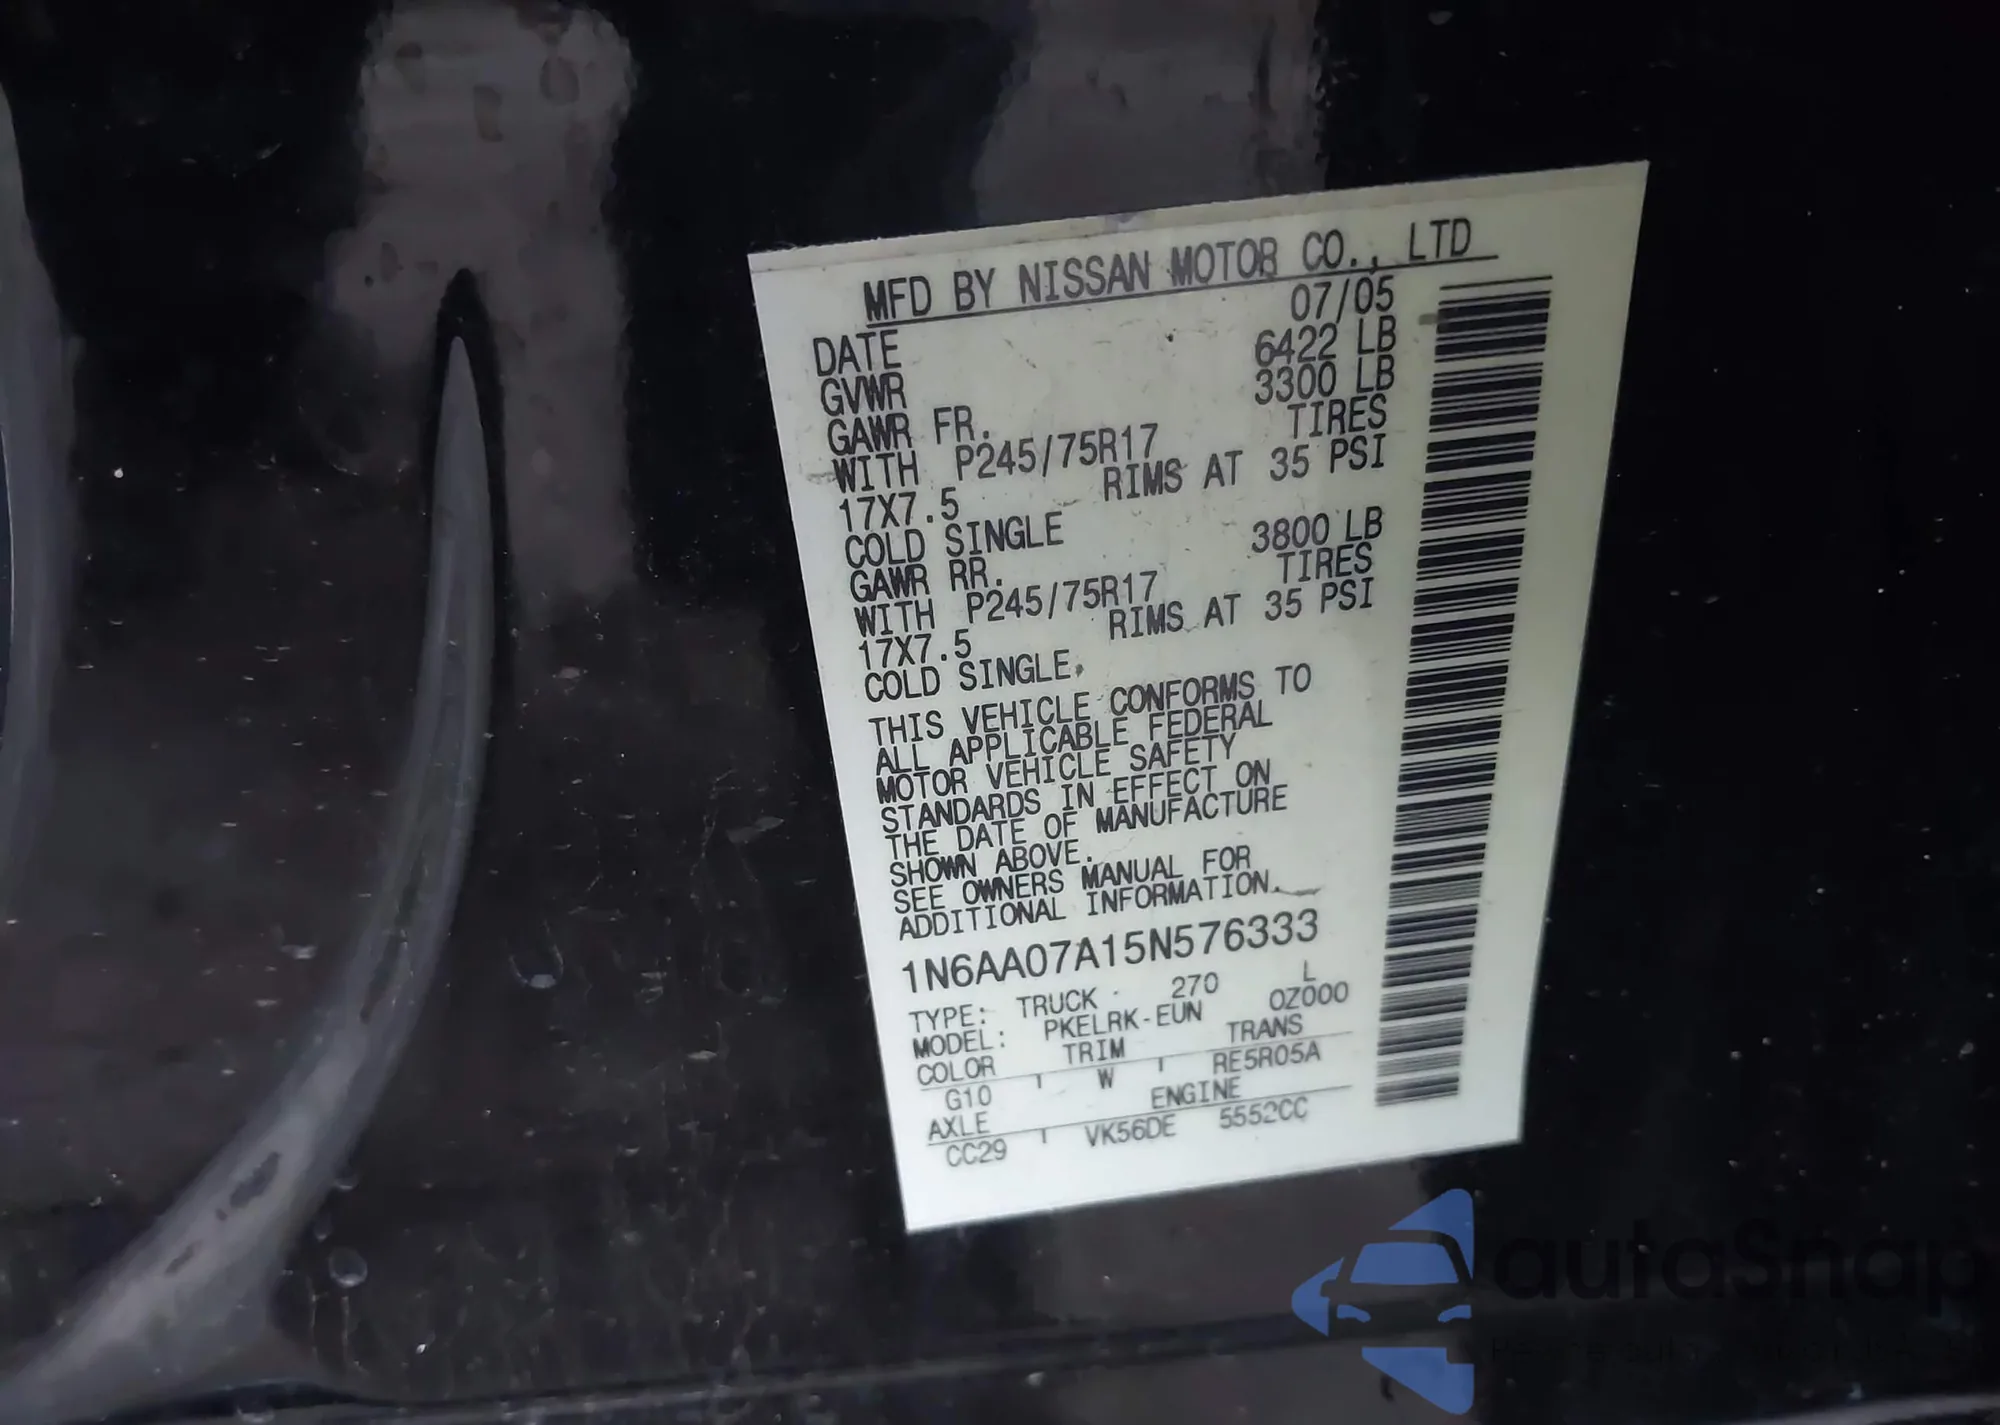 MFD BY NISSAN MOTOR CO., LTD
DATE 07/05
GVWR 6422 LB
GAWR FR. 3300 LB
WITH P245/75R17 TIRES
17X7.5 RIMS AT 35 PSI
COLD SINGLE
GAWR RR. 3800 LB
WITH P245/75R17 TIRES
17X7.5 RIMS AT 35 PSI
COLD SINGLE.
THIS VEHICLE CONFORMS TO
ALL APPLICABLE FEDERAL
MOTOR VEHICLE SAFETY
STANDARDS IN EFFECT ON
THE DATE OF MANUFACTURE
SHOWN ABOVE.
SEE OWNERS MANUAL FOR
ADDITIONAL INFORMATION.
1N6AA07A15N576333
TYPE: TRUCK 270 L
MODEL: PKELRK-EUN 0Z000
COLOR TRIM TRANS
G10 W RE5R05A
AXLE ENGINE
CC29 VK56DE 5552CC
autoSnap